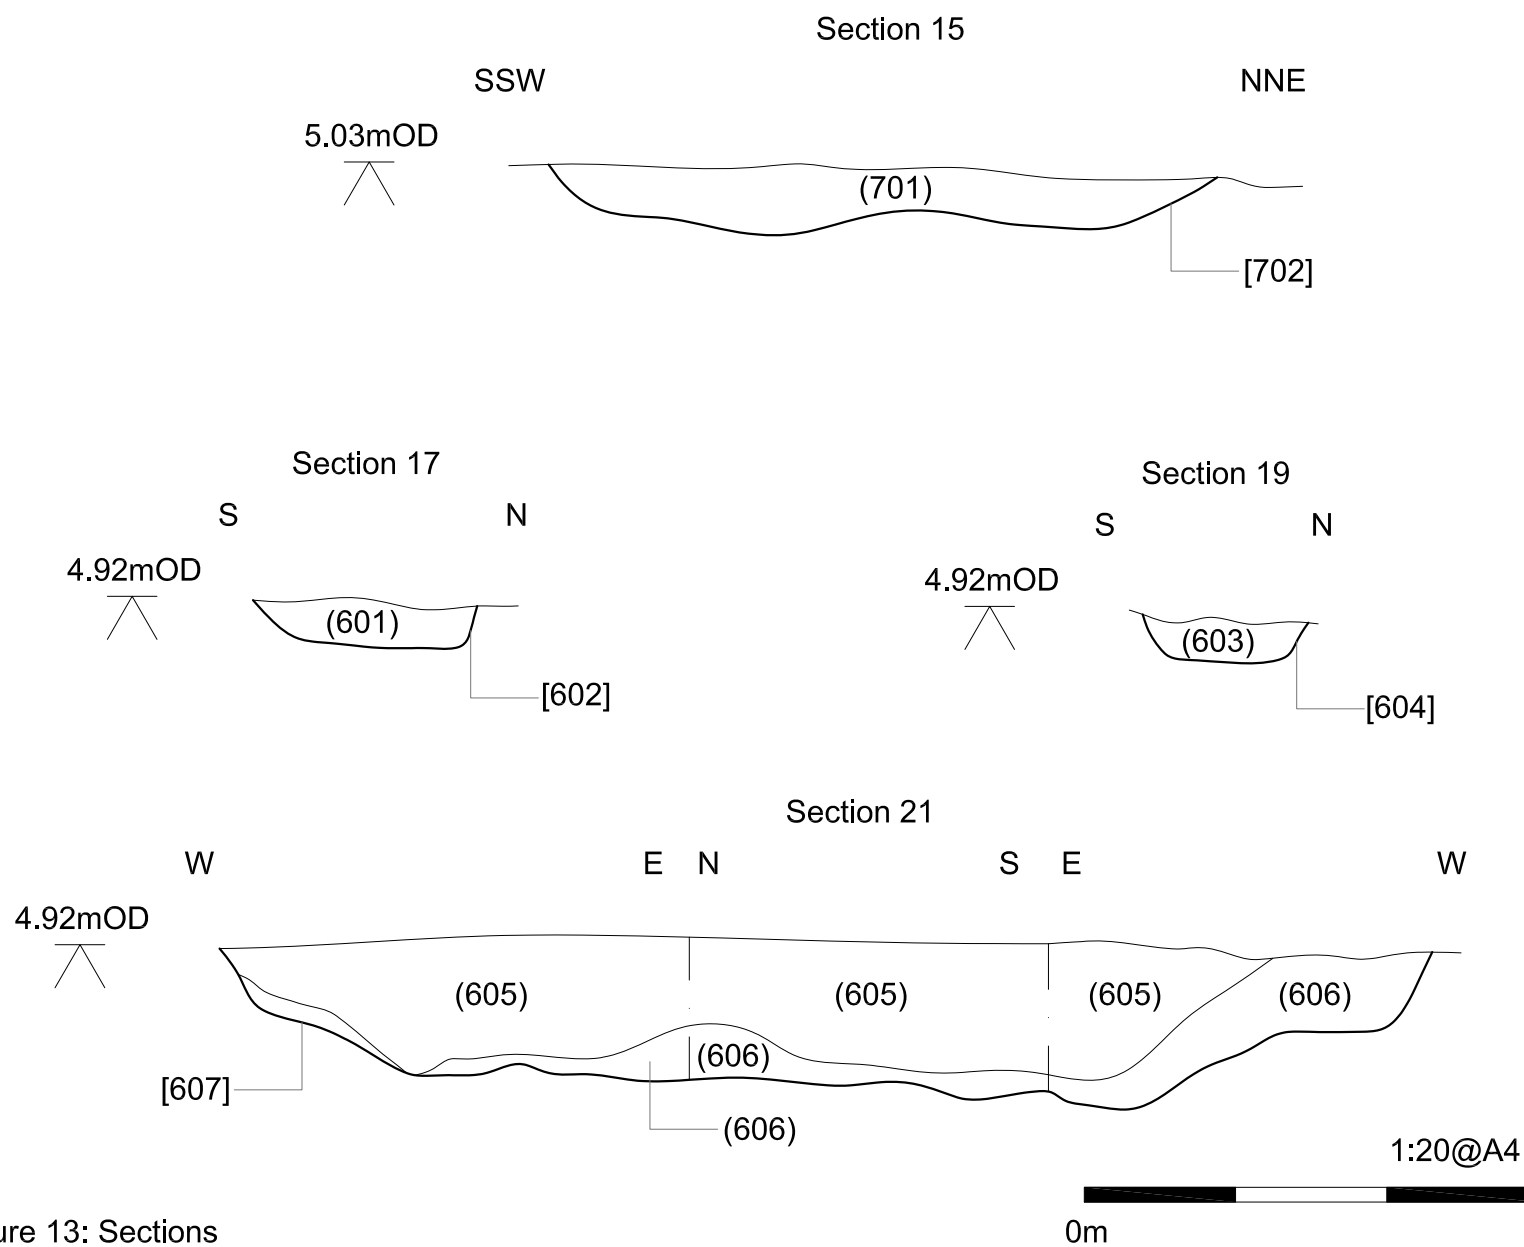 Section 15
SSW NNE
5.03mOD
(701)
[702]
Section 17
S N
4.92mOD
(601)
[602]
Section 19
S N
4.92mOD
(603)
[604]
Section 21
W E N S E W
4.92mOD
(605) (605) (605) (606)
(606)
[607]
(606)
1:20@A4
0m
ure 13: Sections